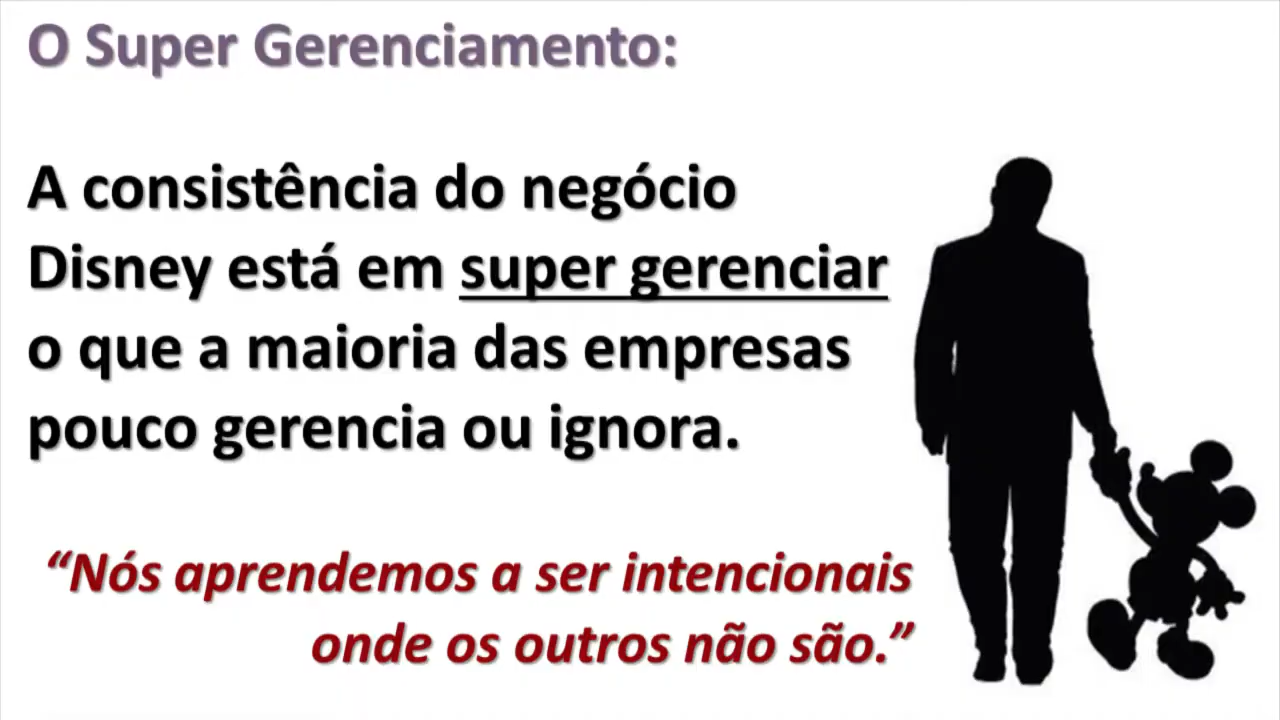 O Super Gerenciamento:
A consistência do negócio
Disney está em super gerenciar
o que a maioria das empresas
pouco gerencia ou ignora.
“Nós aprendemos a ser intencionais
onde os outros não são.”